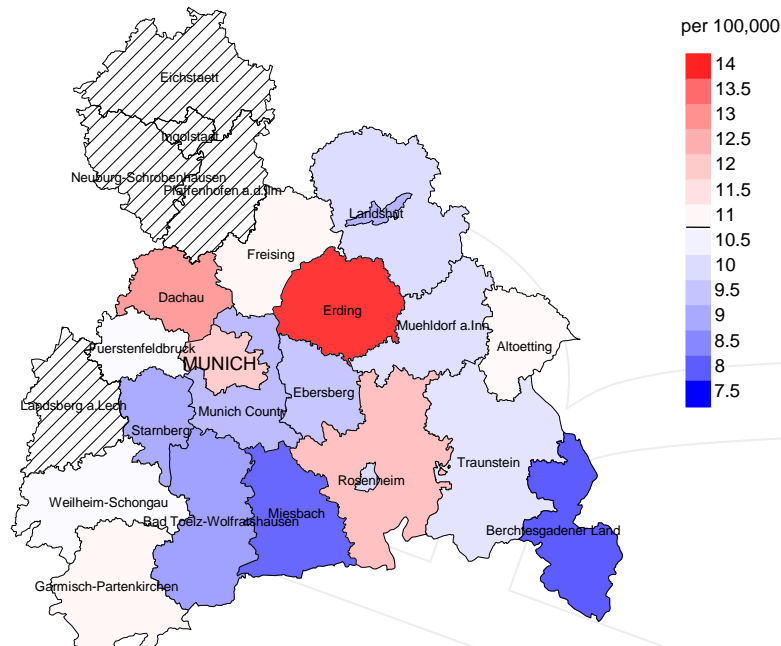 per 100,000
14
13.5
13
12.5
12
11.5
11
10.5
10
9.5
9
8.5
8
7.5
Eichstaett
Ingolstadt
Neuburg-Schrobenhausen
Pfaffenhofen a.d.Ilm
Landshut
Freising
Dachau
Erding
Muehldorf a.Inn
Altoetting
Fuerstenfeldbruck
MUNICH
Ebersberg
Landsberg a.Lech
Munich County
Starnberg
Traunstein
Rosenheim
Weilheim-Schongau
Miesbach
Bad Toelz-Wolfratshausen
Berchtesgadener Land
Garmisch-Partenkirchen